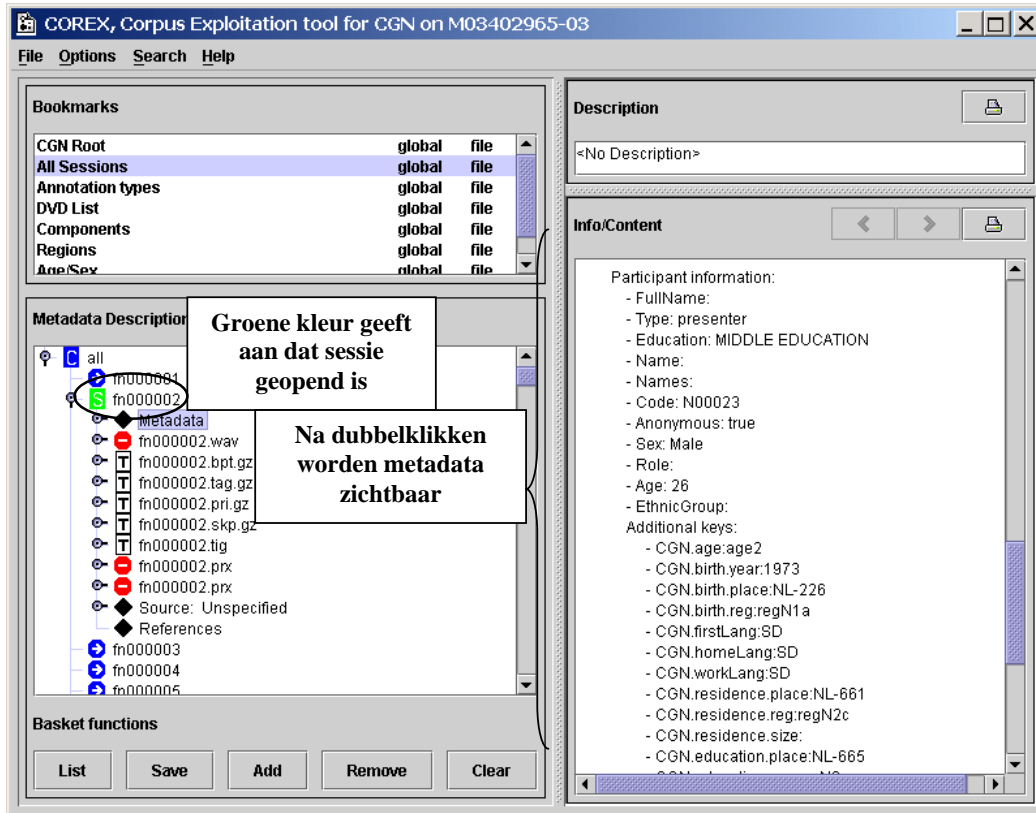 COREX, Corpus Exploitation tool for CGN on M03402965-03
File Options Search Help
Bookmarks
CGN Root global file
All Sessions global file
Annotation types global file
DVD List global file
Components global file
Regions global file
Age/Sex global file
Metadata Description
all
fn000001
S fn000002
Metadata
fn000002.wav
T fn000002.bpt.gz
T fn000002.tag.gz
T fn000002.pri.gz
T fn000002.skp.gz
T fn000002.tig
fn000002.prx
fn000002.prx
Source: Unspecified
References
fn000003
fn000004
fn000005
Groene kleur geeft
aan dat sessie
geopend is
Na dubbelklikken
worden metadata
zichtbaar
Basket functions
List Save Add Remove Clear
Description
<No Description>
Info/Content
Participant information:
- FullName:
- Type: presenter
- Education: MIDDLE EDUCATION
- Name:
- Names:
- Code: N00023
- Anonymous: true
- Sex: Male
- Role:
- Age: 26
- EthnicGroup:
Additional keys:
- CGN.age:age2
- CGN.birth.year:1973
- CGN.birth.place:NL-226
- CGN.birth.reg:regN1a
- CGN.firstLang:SD
- CGN.homeLang:SD
- CGN.workLang:SD
- CGN.residence.place:NL-661
- CGN.residence.reg:regN2c
- CGN.residence.size:
- CGN.education.place:NL-665